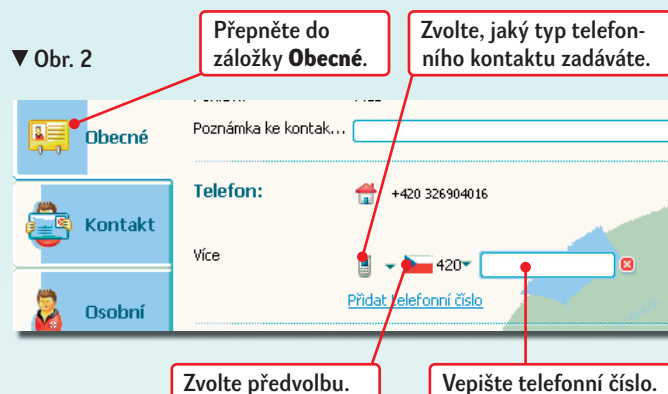 Přepněte do
záložky Obecné.
Zvolte, jaký typ telefon-
ního kontaktu zadáváte.
▼ Obr. 2
Obecné
Poznámka ke kontak...
Telefon:
+420 326904016
Kontakt
Více
420
Přidat telefonní číslo
Osobní
Zvolte předvolbu.
Vepište telefonní číslo.